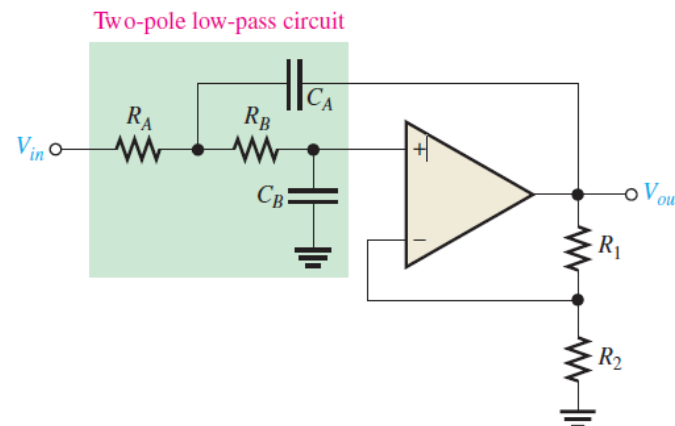 Two-pole low-pass circuit
C_A
R_A
R_B
V_in
+
C_B
V_ou
−
R_1
R_2